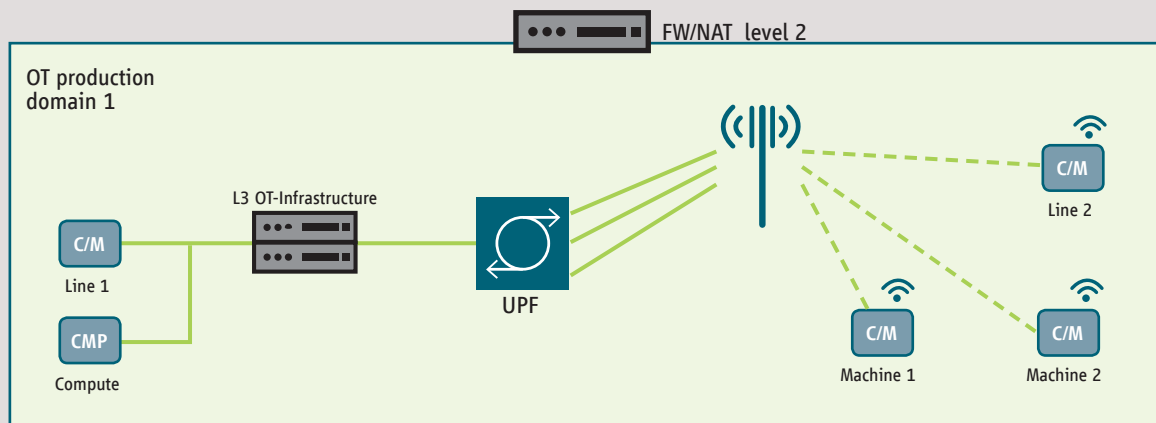 FW/NAT level 2
OT production
domain 1
L3 OT-Infrastructure
C/M
Line 1
CMP
Compute
UPF
C/M
Line 2
C/M
Machine 1
C/M
Machine 2